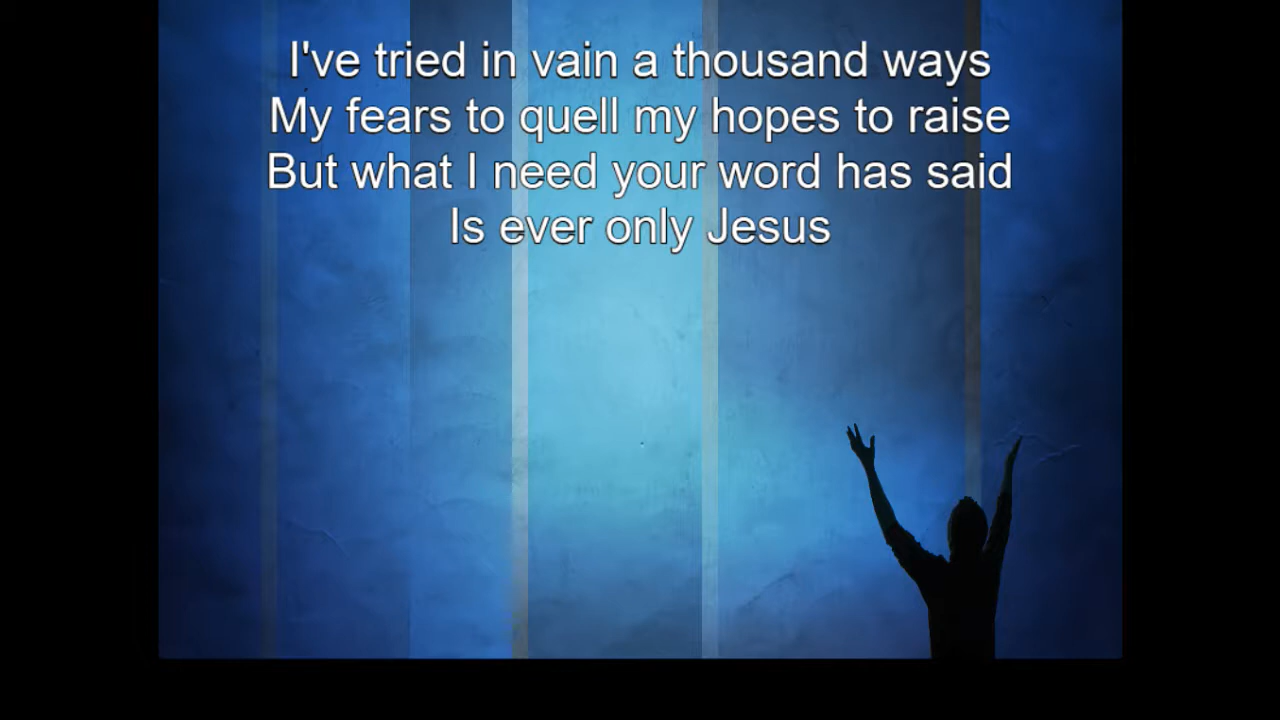 I've tried in vain a thousand ways
My fears to quell my hopes to raise
But what I need your word has said
Is ever only Jesus